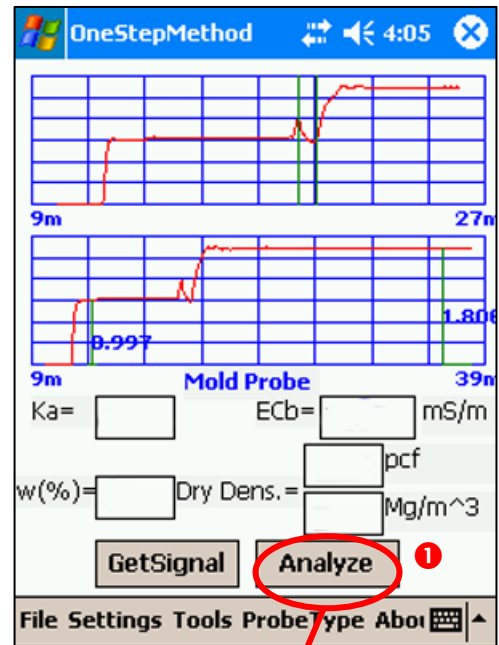 OneStepMethod 4:05
9m 27m
0.997 1.806
9m Mold Probe 39m
Ka= ECb= mS/m
pcf
w(%)= Dry Dens.=
Mg/m^3
GetSignal Analyze 1
File Settings Tools ProbeType Abou